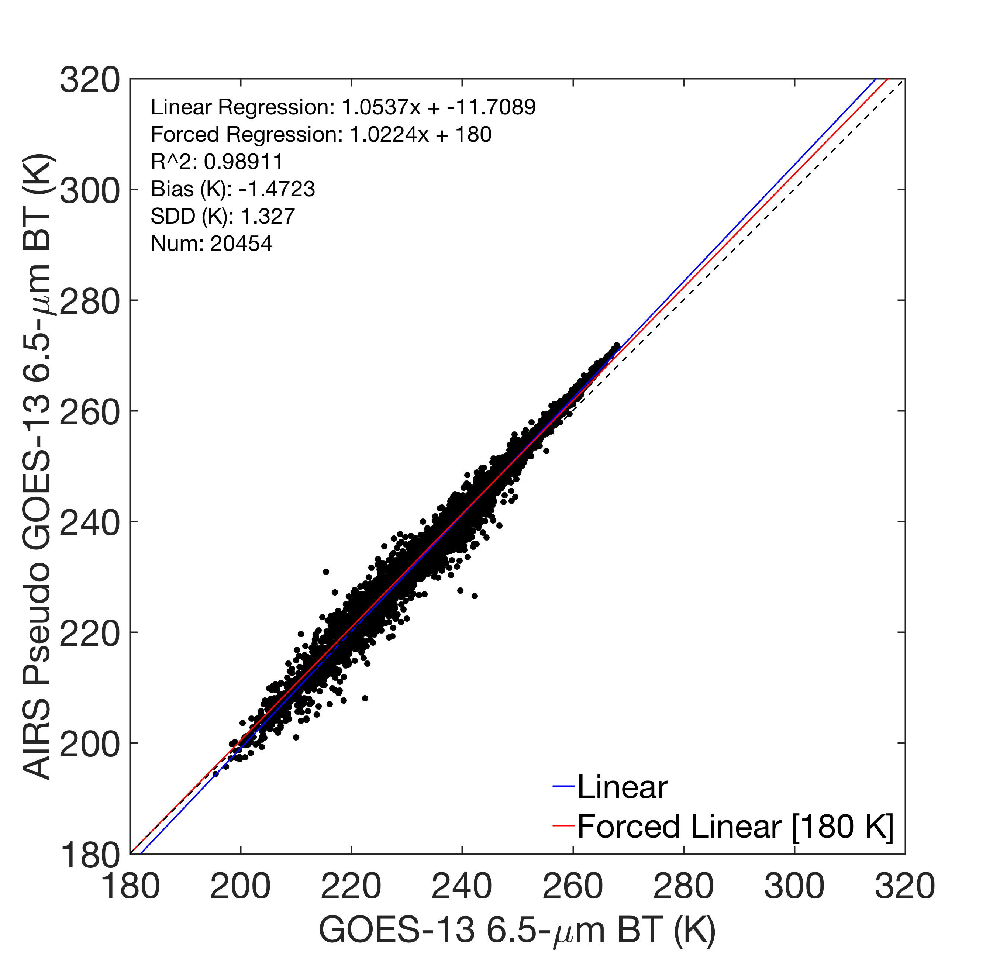 320
300
280
260
240
220
200
180
AIRS Pseudo GOES-13 6.5-μm BT (K)
Linear Regression: 1.0537x + -11.7089
Forced Regression: 1.0224x + 180
R^2: 0.98911
Bias (K): -1.4723
SDD (K): 1.327
Num: 20454
Linear
Forced Linear [180 K]
180 200 220 240 260 280 300 320
GOES-13 6.5-μm BT (K)